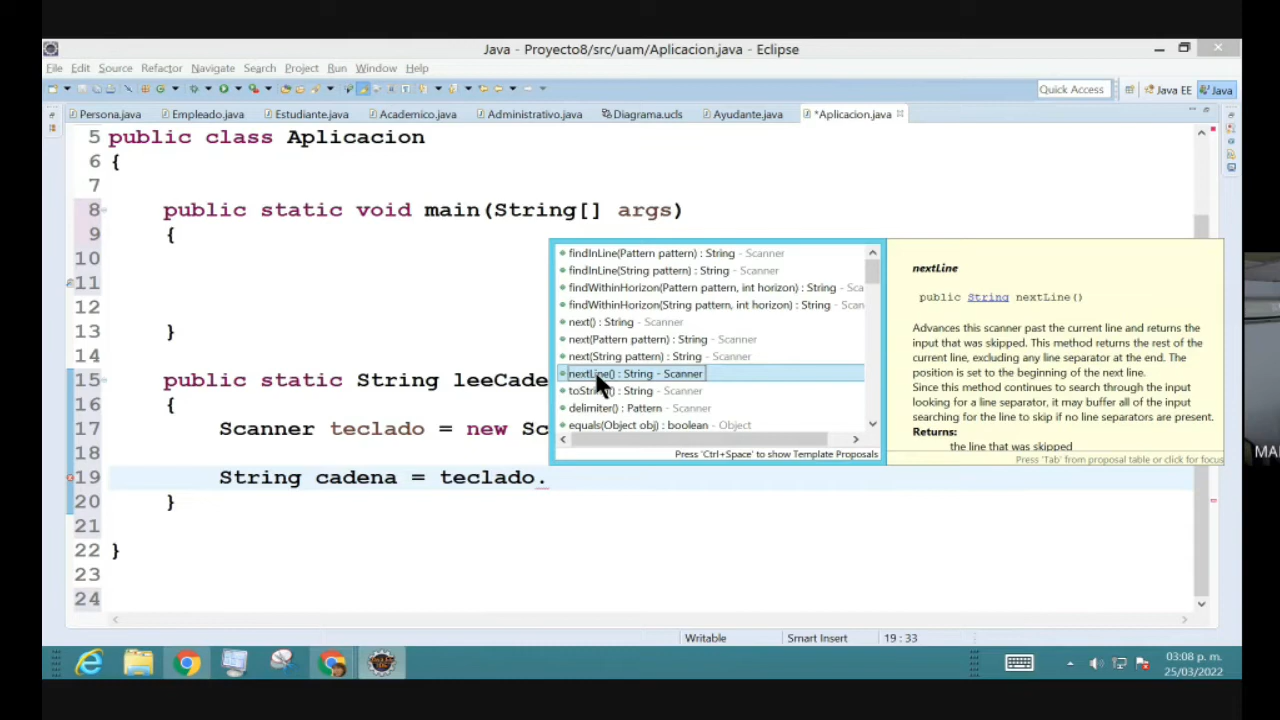 Java - Proyecto8/src/uam/Aplicacion.java - Eclipse
File Edit Source Refactor Navigate Search Project Run Window Help
Quick Access Java EE Java
Persona.java Empleado.java Estudiante.java Academico.java Administrativo.java Diagrama.ucls Ayudante.java *Aplicacion.java
5 public class Aplicacion
6 {
7
8 public static void main(String[] args)
9 {
10
11
12
13 }
14
15 public static String leeCade
16 {
17 Scanner teclado = new Sc
18
19 String cadena = teclado.
20 }
21
22 }
23
24
findInLine(Pattern pattern) : String - Scanner
findInLine(String pattern) : String - Scanner
findWithinHorizon(Pattern pattern, int horizon) : String - Sca
findWithinHorizon(String pattern, int horizon) : String - Scan
next() : String - Scanner
next(Pattern pattern) : String - Scanner
next(String pattern) : String - Scanner
nextLine() : String - Scanner
toString() : String - Scanner
delimiter() : Pattern - Scanner
equals(Object obj) : boolean - Object
Press 'Ctrl+Space' to show Template Proposals
nextLine
public String nextLine()
Advances this scanner past the current line and returns the
input that was skipped. This method returns the rest of the
current line, excluding any line separator at the end. The
position is set to the beginning of the next line.
Since this method continues to search through the input
looking for a line separator, it may buffer all of the input
searching for the line to skip if no line separators are present.
Returns:
the line that was skipped
Press 'Tab' from proposal table or click for focus
MA
Writable Smart Insert 19 : 33
03:08 p. m.
25/03/2022